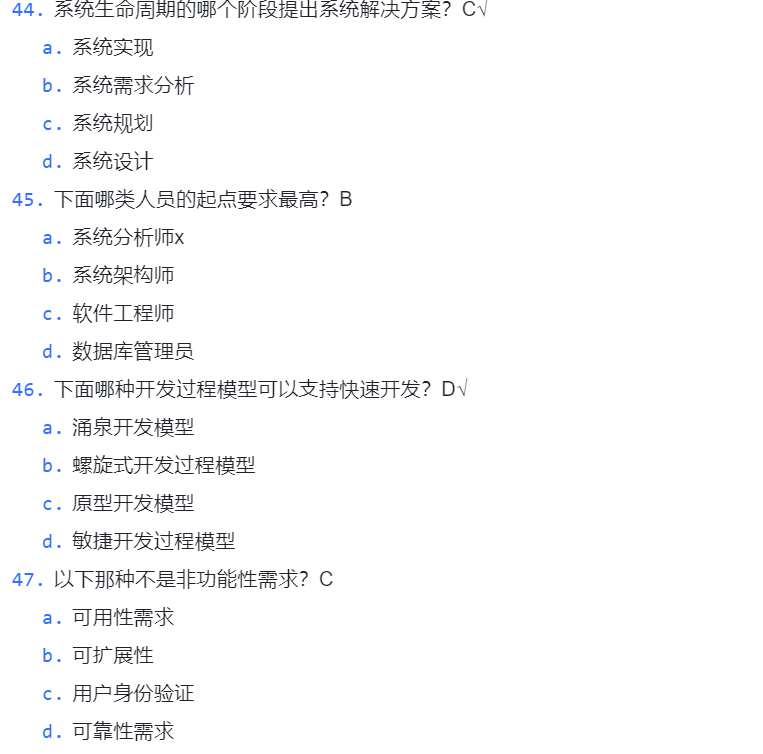 44. 系统生命周期的哪个阶段提出系统解决方案？C√
a. 系统实现
b. 系统需求分析
c. 系统规划
d. 系统设计
45. 下面哪类人员的起点要求最高？B
a. 系统分析师x
b. 系统架构师
c. 软件工程师
d. 数据库管理员
46. 下面哪种开发过程模型可以支持快速开发？D√
a. 涌泉开发模型
b. 螺旋式开发过程模型
c. 原型开发模型
d. 敏捷开发过程模型
47. 以下那种不是非功能性需求？C
a. 可用性需求
b. 可扩展性
c. 用户身份验证
d. 可靠性需求